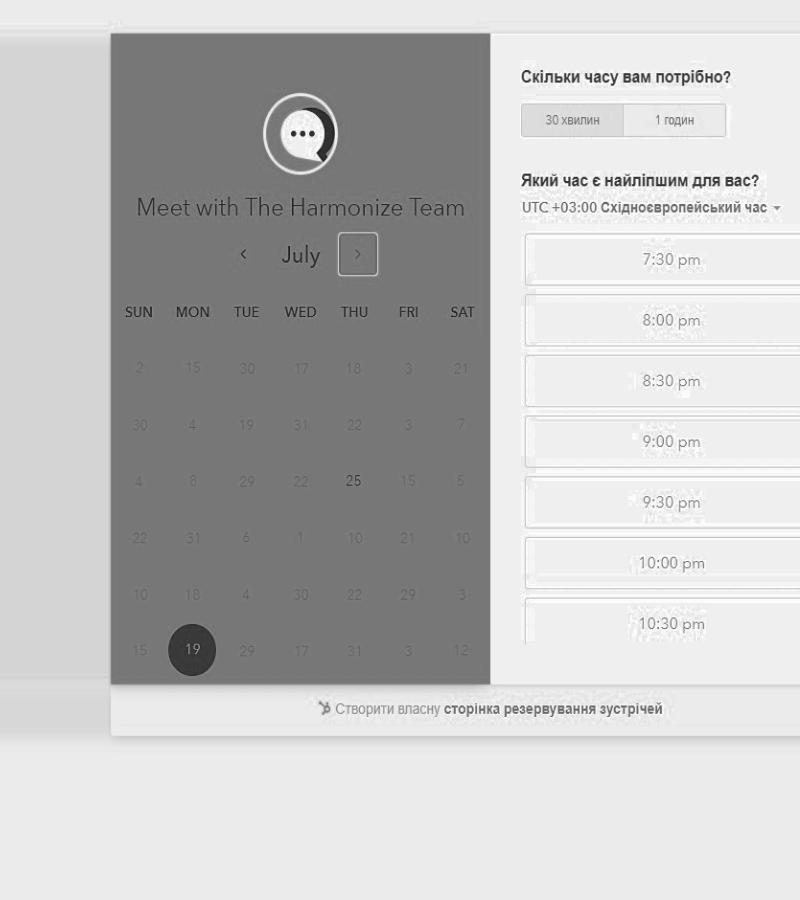 Meet with The Harmonize Team
July
SUN MON TUE WED THU FRI SAT
2 15 30 17 18 3 21
30 4 19 31 22 3 7
4 8 29 22 25 15 5
22 31 6 1 10 21 10
10 18 4 30 22 29 3
15 19 29 17 31 3 12
Скільки часу вам потрібно?
30 хвилин 1 годин
Який час є найліпшим для вас?
UTC +03:00 Східноєвропейський час
7:30 pm
8:00 pm
8:30 pm
9:00 pm
9:30 pm
10:00 pm
10:30 pm
Створити власну сторінка резервування зустрічей